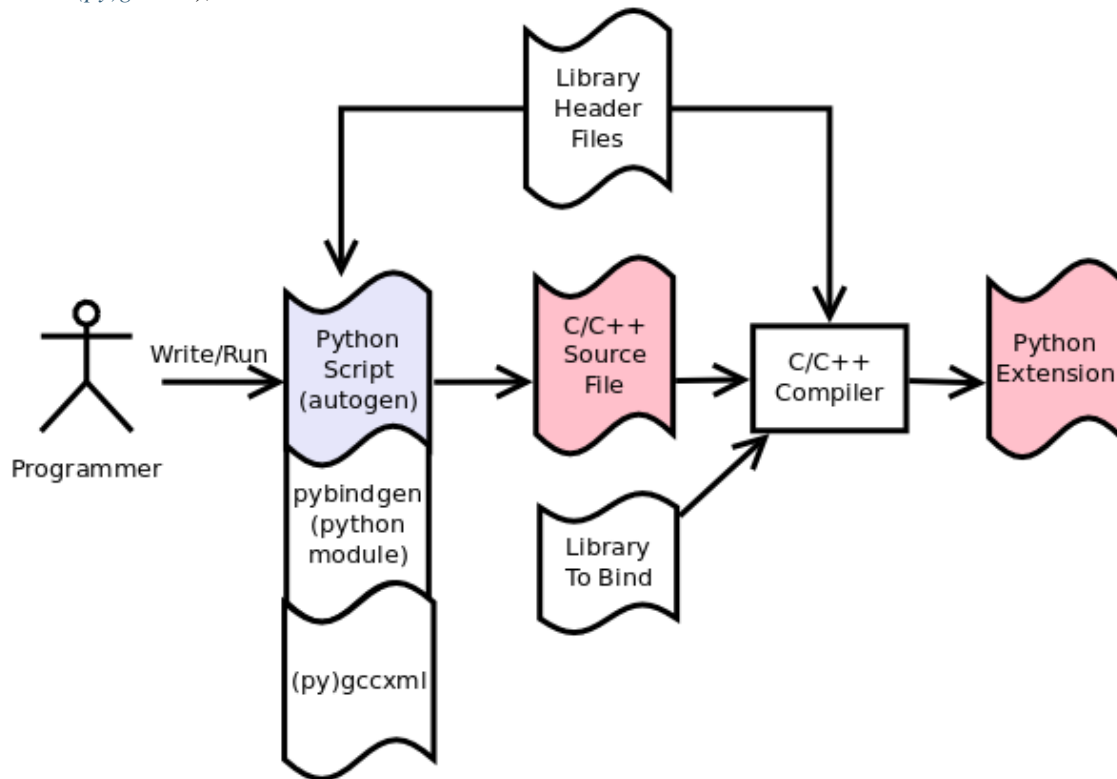 Library
Header
Files
Write/Run
Programmer
Python
Script
(autogen)
pybindgen
(python
module)
(py)gccxml
C/C++
Source
File
Library
To Bind
C/C++
Compiler
Python
Extension